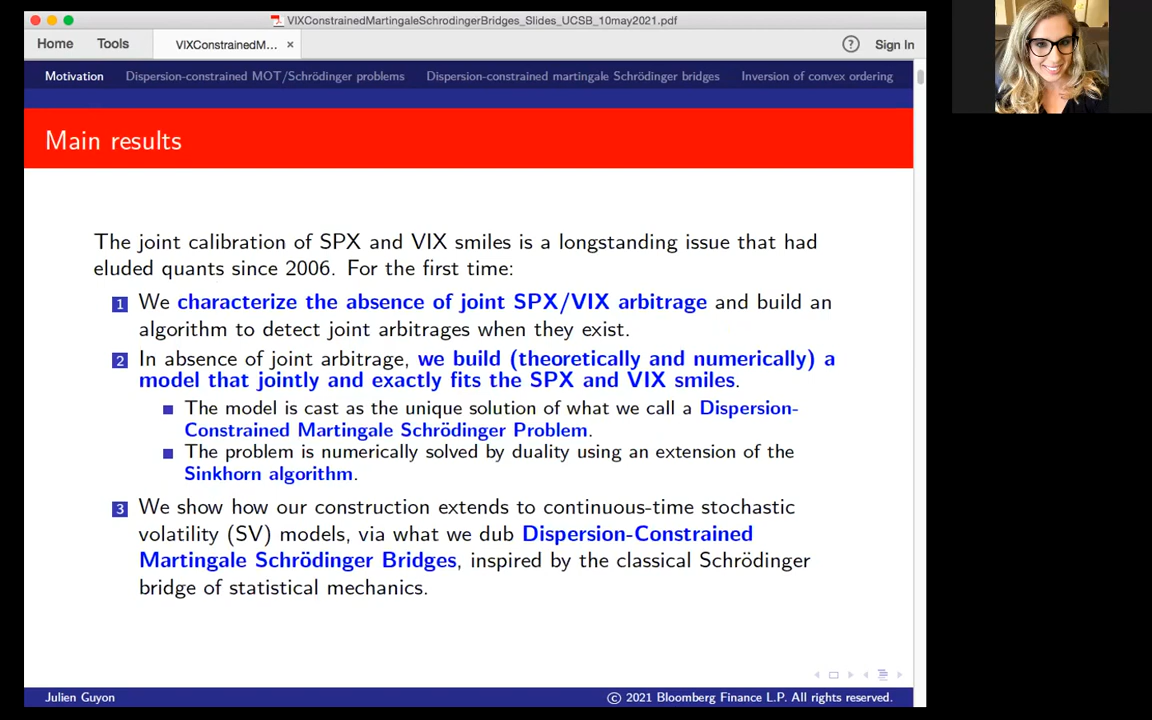 VIXConstrainedMartingaleSchrodingerBridges_Slides_UCSB_10may2021.pdf
Home Tools VIXConstrainedM... × ? Sign In
Motivation Dispersion-constrained MOT/Schrödinger problems Dispersion-constrained martingale Schrödinger bridges Inversion of convex ordering
Main results
The joint calibration of SPX and VIX smiles is a longstanding issue that had
eluded quants since 2006. For the first time:
1 We characterize the absence of joint SPX/VIX arbitrage and build an
algorithm to detect joint arbitrages when they exist.
2 In absence of joint arbitrage, we build (theoretically and numerically) a
model that jointly and exactly fits the SPX and VIX smiles.
The model is cast as the unique solution of what we call a Dispersion-
Constrained Martingale Schrödinger Problem.
The problem is numerically solved by duality using an extension of the
Sinkhorn algorithm.
3 We show how our construction extends to continuous-time stochastic
volatility (SV) models, via what we dub Dispersion-Constrained
Martingale Schrödinger Bridges, inspired by the classical Schrödinger
bridge of statistical mechanics.
Julien Guyon © 2021 Bloomberg Finance L.P. All rights reserved.